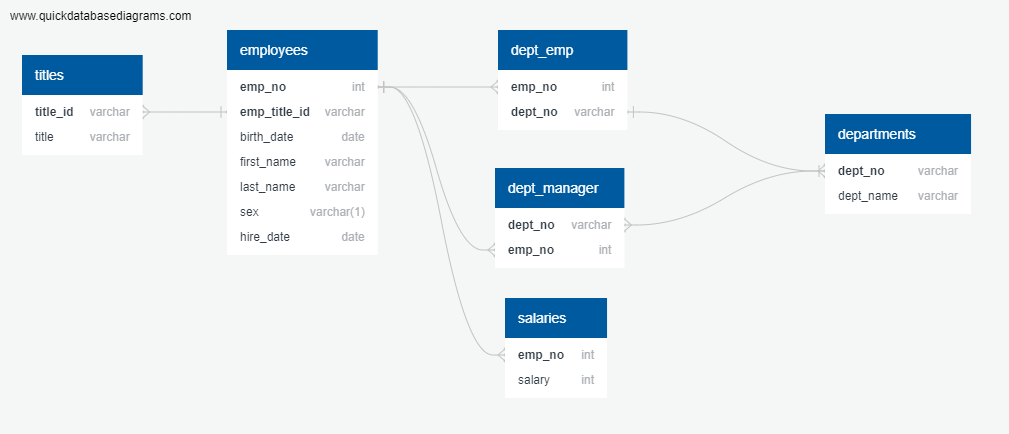 www.quickdatabasediagrams.com
titles
title_id varchar
title varchar
employees
emp_no int
emp_title_id varchar
birth_date date
first_name varchar
last_name varchar
sex varchar(1)
hire_date date
dept_emp
emp_no int
dept_no varchar
dept_manager
dept_no varchar
emp_no int
salaries
emp_no int
salary int
departments
dept_no varchar
dept_name varchar